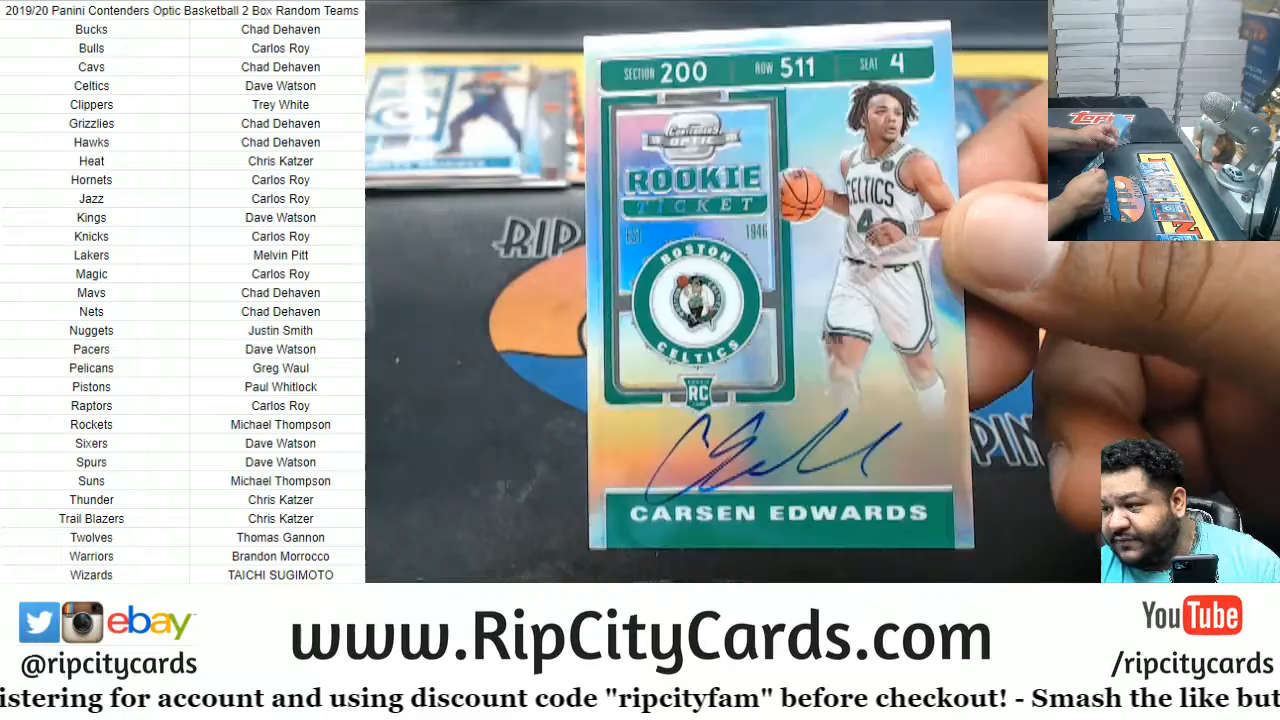 2019/20 Panini Contenders Optic Basketball 2 Box Random Teams
Bucks Chad Dehaven
Bulls Carlos Roy
Cavs Chad Dehaven
Celtics Dave Watson
Clippers Trey White
Grizzlies Chad Dehaven
Hawks Chad Dehaven
Heat Chris Katzer
Hornets Carlos Roy
Jazz Carlos Roy
Kings Dave Watson
Knicks Carlos Roy
Lakers Melvin Pitt
Magic Carlos Roy
Mavs Chad Dehaven
Nets Chad Dehaven
Nuggets Justin Smith
Pacers Dave Watson
Pelicans Greg Waul
Pistons Paul Whitlock
Raptors Carlos Roy
Rockets Michael Thompson
Sixers Dave Watson
Spurs Dave Watson
Suns Michael Thompson
Thunder Chris Katzer
Trail Blazers Chris Katzer
Twolves Thomas Gannon
Warriors Brandon Morrocco
Wizards TAICHI SUGIMOTO
SECTION 200 ROW 511 SEAT 4
CONTENDERS
OPTIC
ROOKIE
TICKET
EST 1946
BOSTON
CELTICS
RC
CELTICS
4
CARSEN EDWARDS
RIP
PIN
Topps
ebay
@ripcitycards
www.RipCityCards.com
YouTube
/ripcitycards
istering for account and using discount code "ripcityfam" before checkout! - Smash the like but